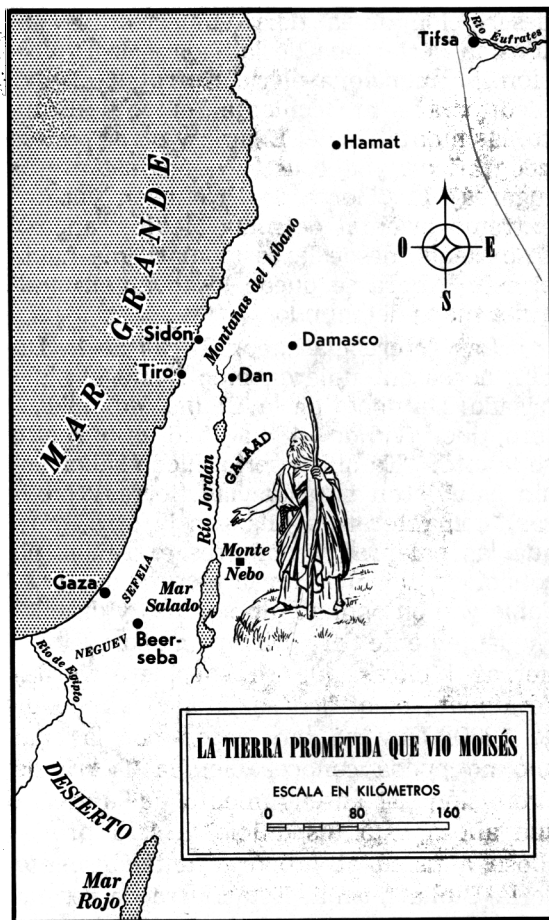 Tifsa
Río Éufrates
Hamat
MAR GRANDE
O E
S
Montañas del Líbano
Sidón
Damasco
Tiro
Dan
GALAAD
Río Jordán
Monte
Nebo
SEFELA
Gaza
Mar
Salado
NEGUEV
Beer-
seba
Río de Egipto
DESIERTO
LA TIERRA PROMETIDA QUE VIO MOISÉS
ESCALA EN KILÓMETROS
0 80 160
Mar
Rojo